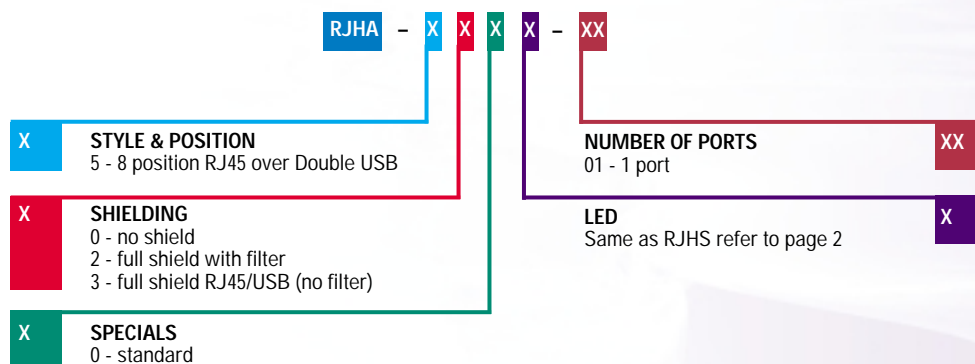 RJHA – X X X X – XX
X STYLE & POSITION
5 - 8 position RJ45 over Double USB
NUMBER OF PORTS XX
01 - 1 port
X SHIELDING
0 - no shield
2 - full shield with filter
3 - full shield RJ45/USB (no filter)
LED X
Same as RJHS refer to page 2
X SPECIALS
0 - standard